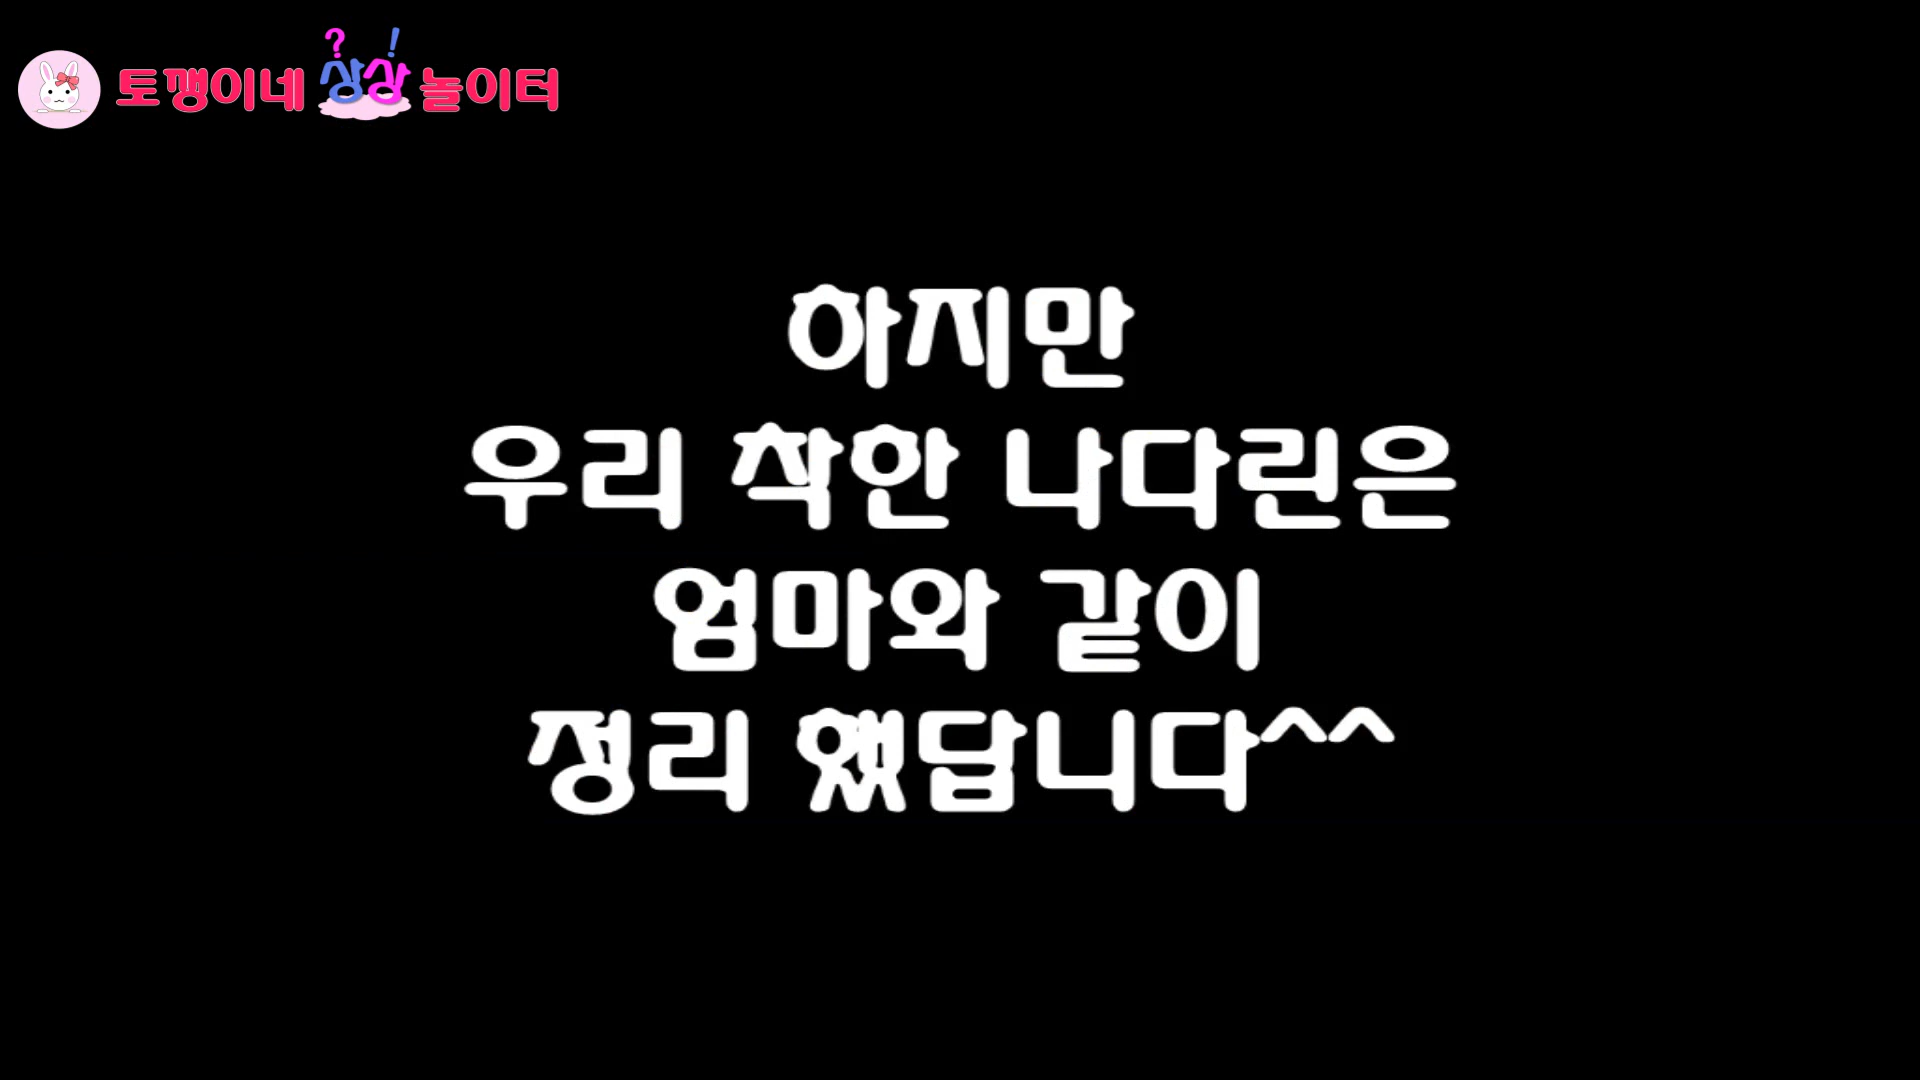 토깽이네 ?상!상 놀이터
하지만
우리 착한 나다린은
엄마와 같이
정리 했답니다^^